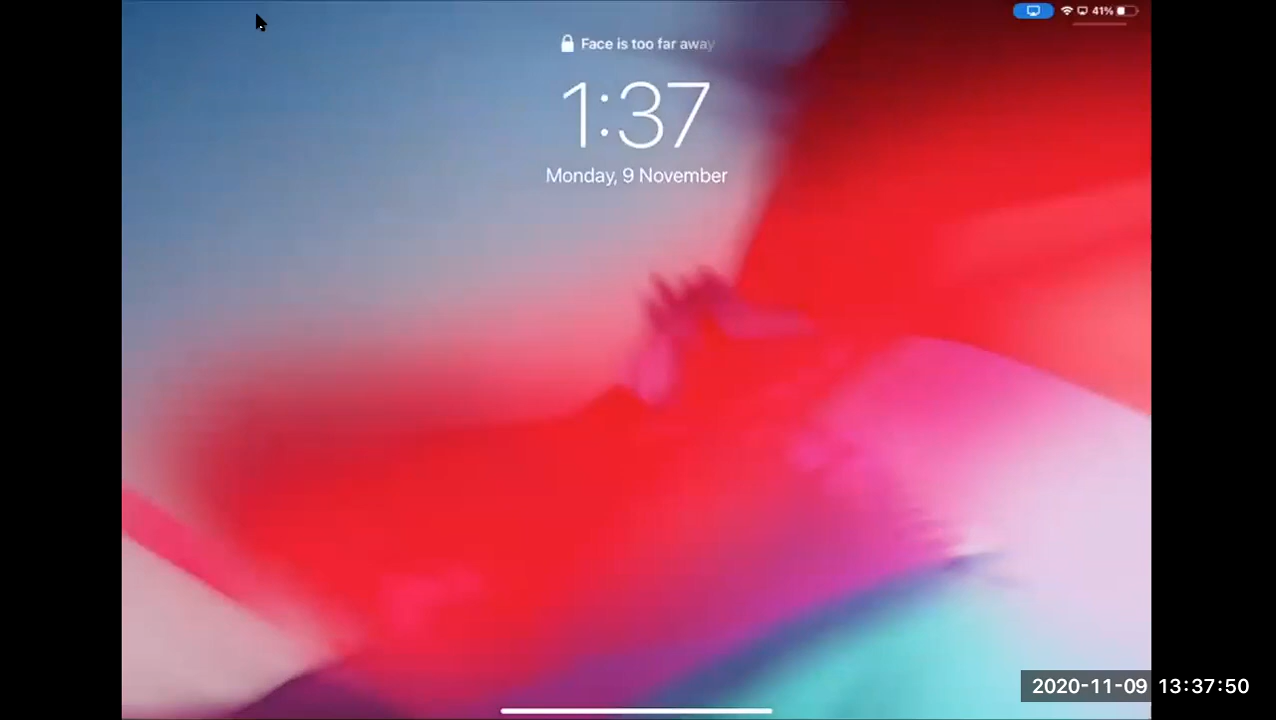 41%
Face is too far away
1:37
Monday, 9 November
2020-11-09 13:37:50